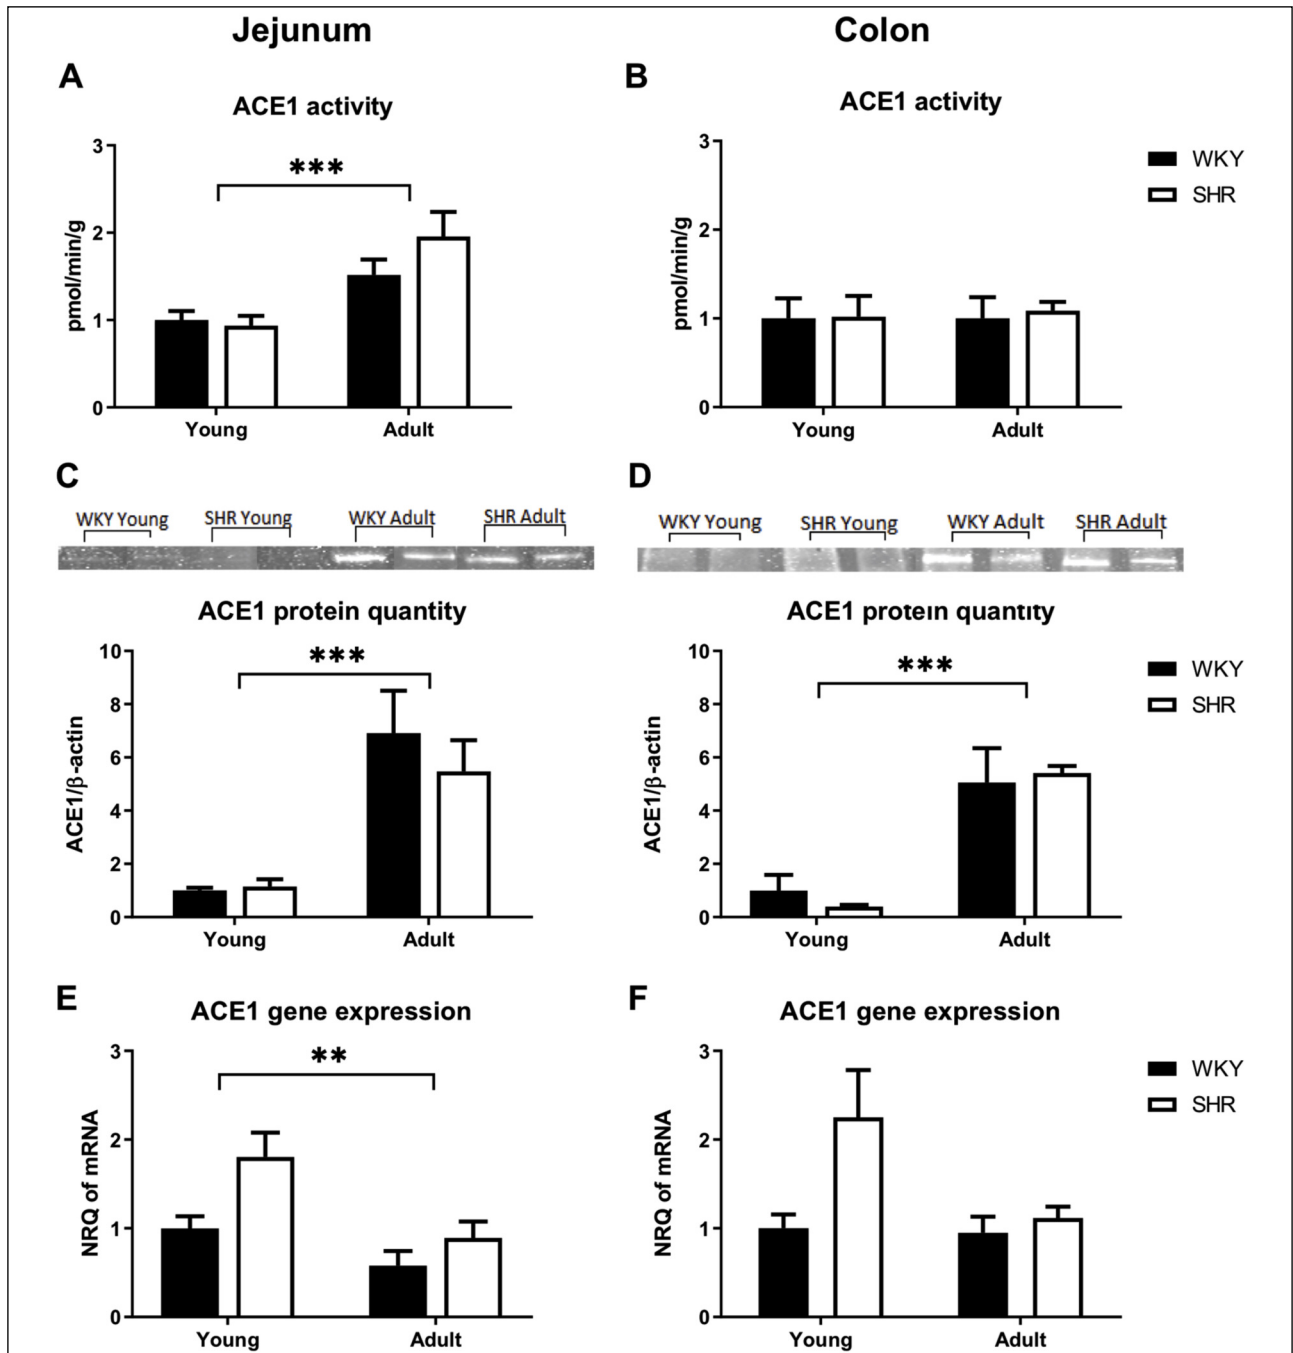 Jejunum
Colon
A
ACE1 activity
3
2
1
0
pmol/min/g
***
Young
Adult
B
ACE1 activity
3
2
1
0
pmol/min/g
Young
Adult
WKY
SHR
C
WKY Young
SHR Young
WKY Adult
SHR Adult
ACE1 protein quantity
10
8
6
4
2
0
ACE1/β-actin
***
Young
Adult
D
WKY Young
SHR Young
WKY Adult
SHR Adult
ACE1 protein quantity
10
8
6
4
2
0
ACE1/β-actin
***
Young
Adult
WKY
SHR
E
ACE1 gene expression
3
2
1
0
NRQ of mRNA
**
Young
Adult
F
ACE1 gene expression
3
2
1
0
NRQ of mRNA
Young
Adult
WKY
SHR